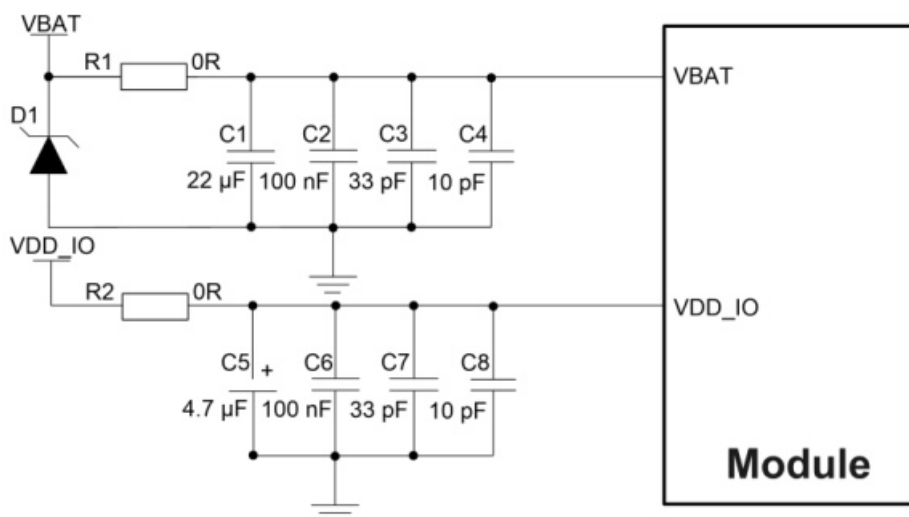 VBAT
R1 0R
VBAT
D1
C1 C2 C3 C4
22 µF 100 nF 33 pF 10 pF
VDD_IO
R2 0R
VDD_IO
C5 + C6 C7 C8
4.7 µF 100 nF 33 pF 10 pF
Module